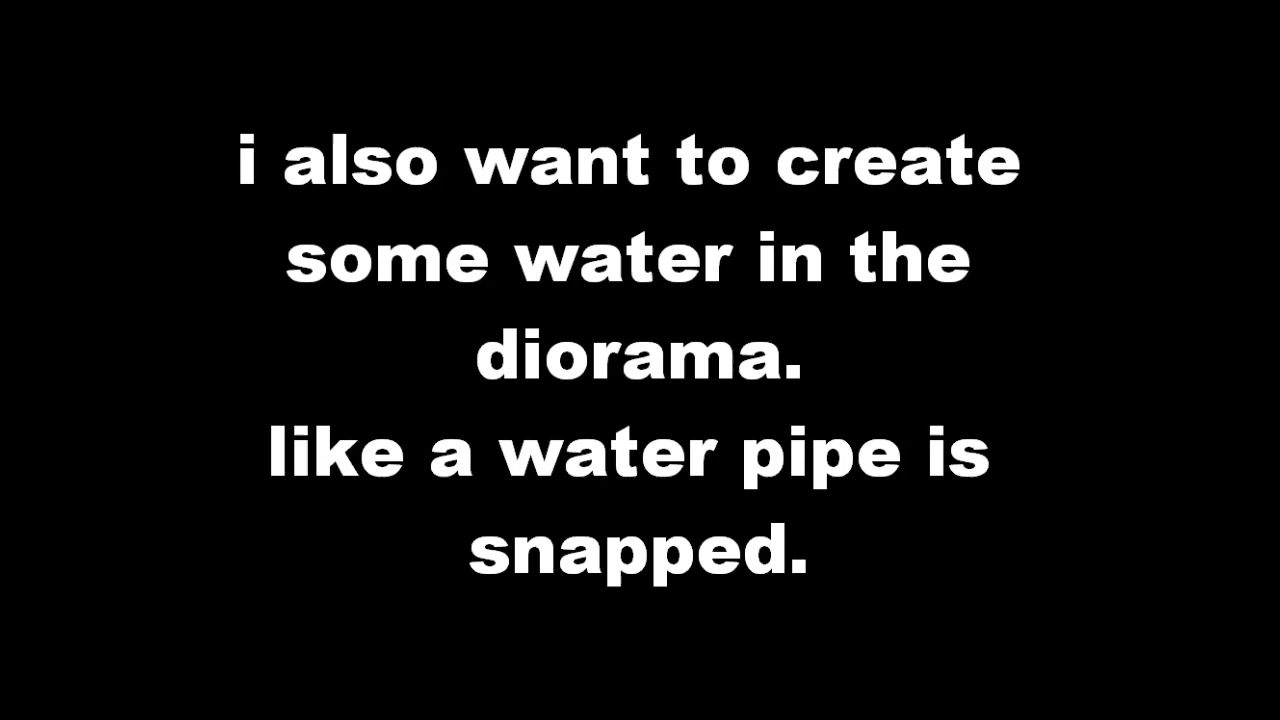 i also want to create
some water in the
diorama.
like a water pipe is
snapped.